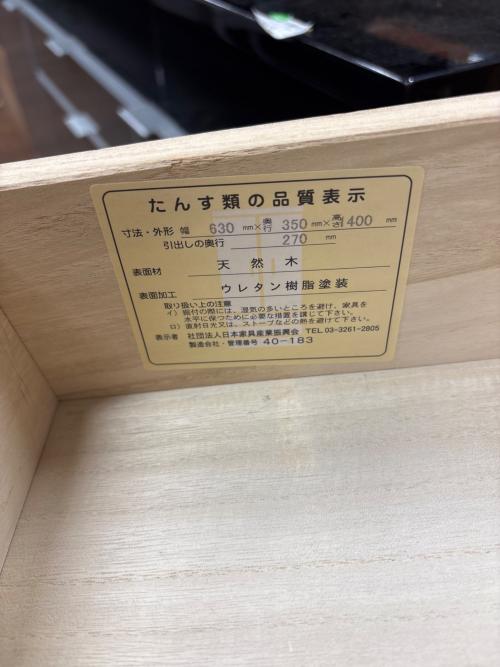 たんす類の品質表示
寸法・外形 幅 630 mm× 奥行 350 mm× 高さ 400 mm
引出しの奥行 270 mm
表面材 天然木
表面加工 ウレタン樹脂塗装
取り扱い上の注意
イ）据付の際には、湿気の多いところを避け、家具を
水平に保つために必要な措置を講じて下さい。
ロ）直射日光又は、ストーブなどの熱を避けて下さい。
表示者 社団法人日本家具産業振興会 TEL.03-3261-2805
製造会社・管理番号 40-183